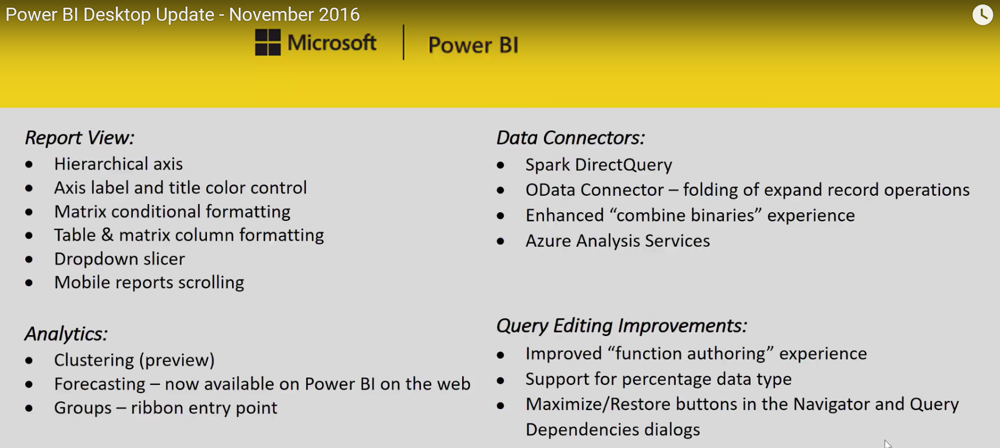 Power BI Desktop Update - November 2016
Microsoft | Power BI
Report View:
• Hierarchical axis
• Axis label and title color control
• Matrix conditional formatting
• Table & matrix column formatting
• Dropdown slicer
• Mobile reports scrolling
Analytics:
• Clustering (preview)
• Forecasting – now available on Power BI on the web
• Groups – ribbon entry point
Data Connectors:
• Spark DirectQuery
• OData Connector – folding of expand record operations
• Enhanced “combine binaries” experience
• Azure Analysis Services
Query Editing Improvements:
• Improved “function authoring” experience
• Support for percentage data type
• Maximize/Restore buttons in the Navigator and Query
Dependencies dialogs